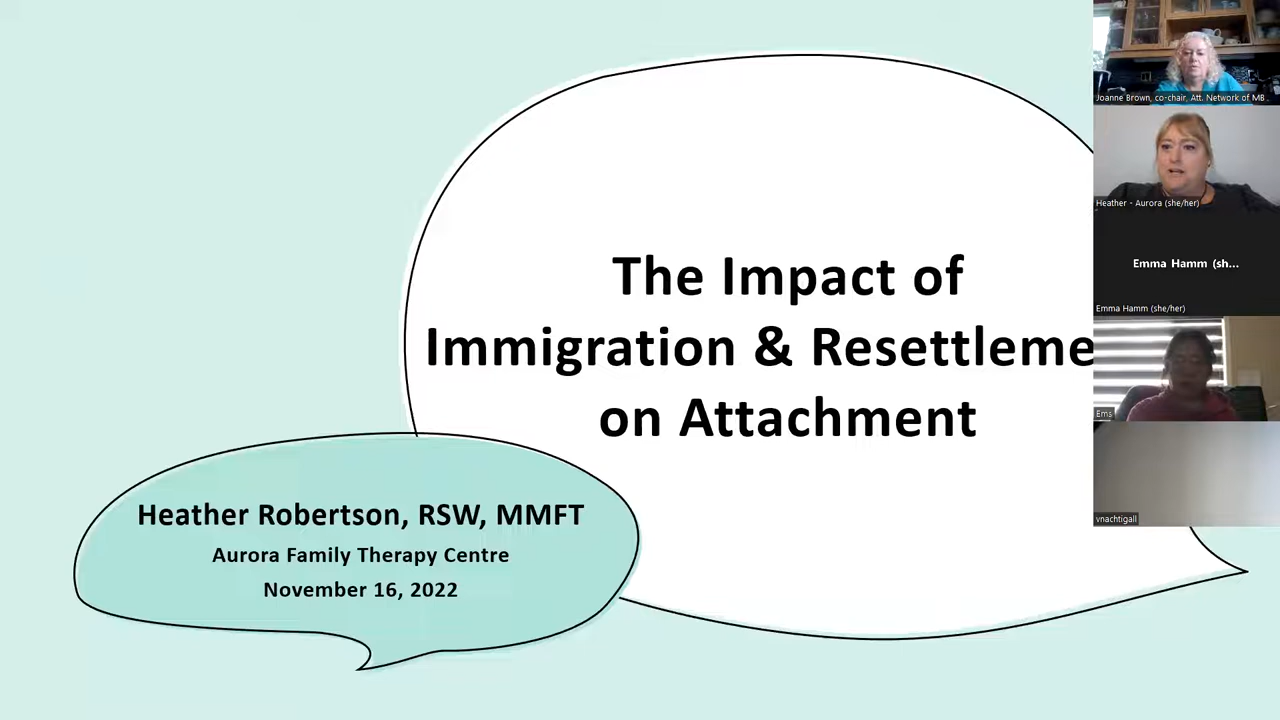 The Impact of
Immigration & Resettleme
on Attachment
Heather Robertson, RSW, MMFT
Aurora Family Therapy Centre
November 16, 2022
Joanne Brown, co-chair, Att. Network of MB
Heather - Aurora (she/her)
Emma Hamm (sh...
Emma Hamm (she/her)
Ems
vnachtigall